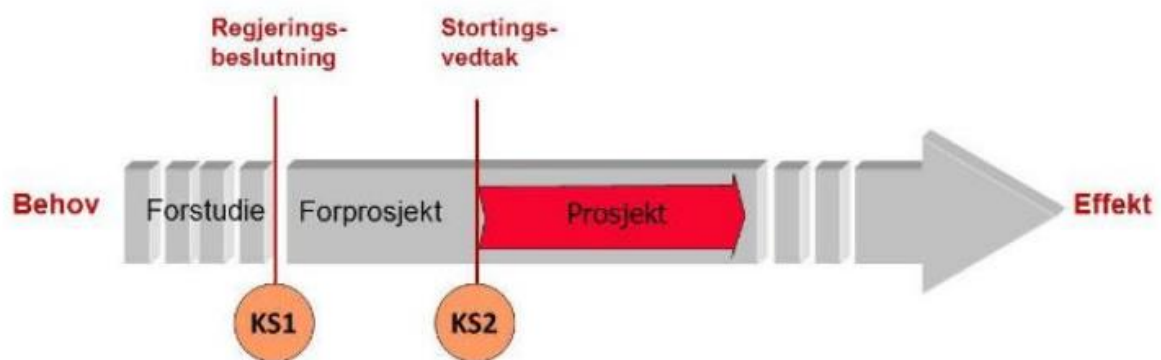 Regjerings-
beslutning
Stortings-
vedtak
Behov
Forstudie
Forprosjekt
Prosjekt
Effekt
KS1
KS2